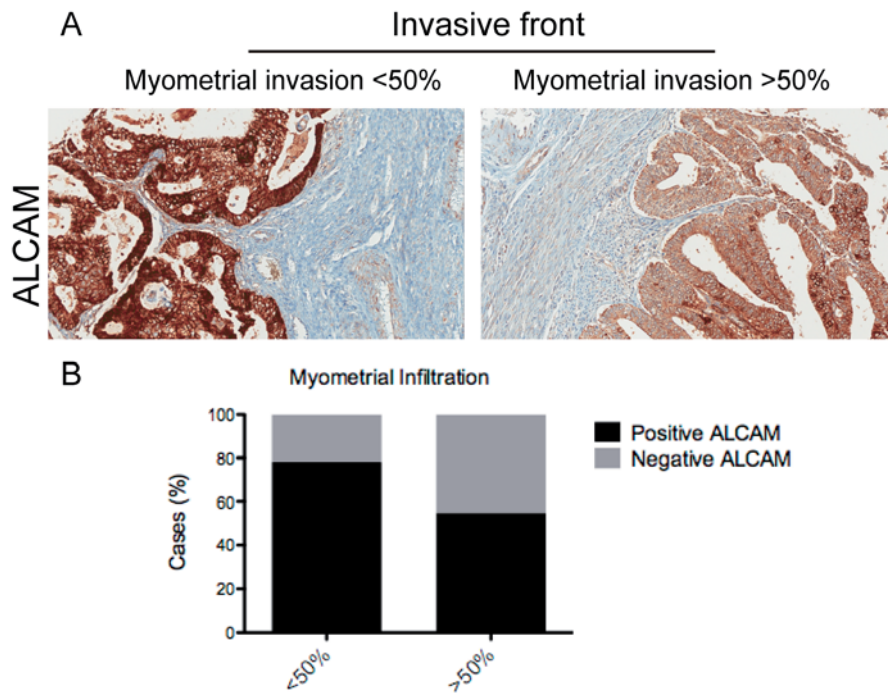 A
Invasive front
Myometrial invasion <50%
Myometrial invasion >50%
ALCAM
B
Myometrial Infiltration
100
80
60
40
20
0
Cases (%)
<50%
>50%
Positive ALCAM
Negative ALCAM